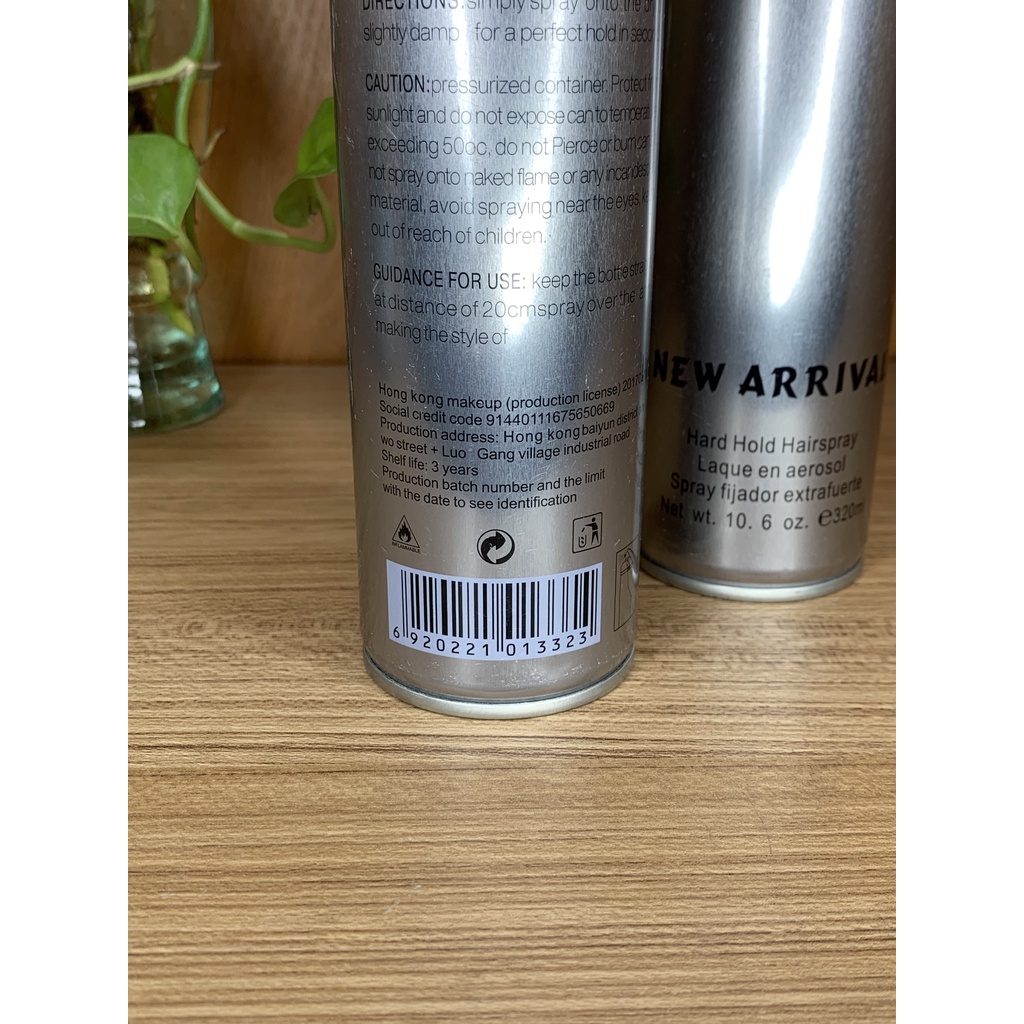 DIRECTIONS: simply spray onto the
slightly damp for a perfect hold in
CAUTION: pressurized container. Protect
sunlight and do not expose can to
exceeding 50oc, do not Pierce or burn can
not spray onto naked flame or any
material, avoid spraying near the eyes,
out of reach of children.
GUIDANCE FOR USE: keep the bottle
at distance of 20cmspray over the
making the style of
Hong kong makeup (production license)
Social credit code 91440111675650669
Production address: Hong kong baiyun district
wo street + Luo Gang village industrial road
Shelf life: 3 years
Production batch number and the limit
with the date to see identification
INFLAMMABLE
6 920221 013323
NEW ARRIVAL
Hard Hold Hairspray
Laque en aerosol
Spray fijador extrafuerte
Net wt. 10. 6 oz. ℮320m